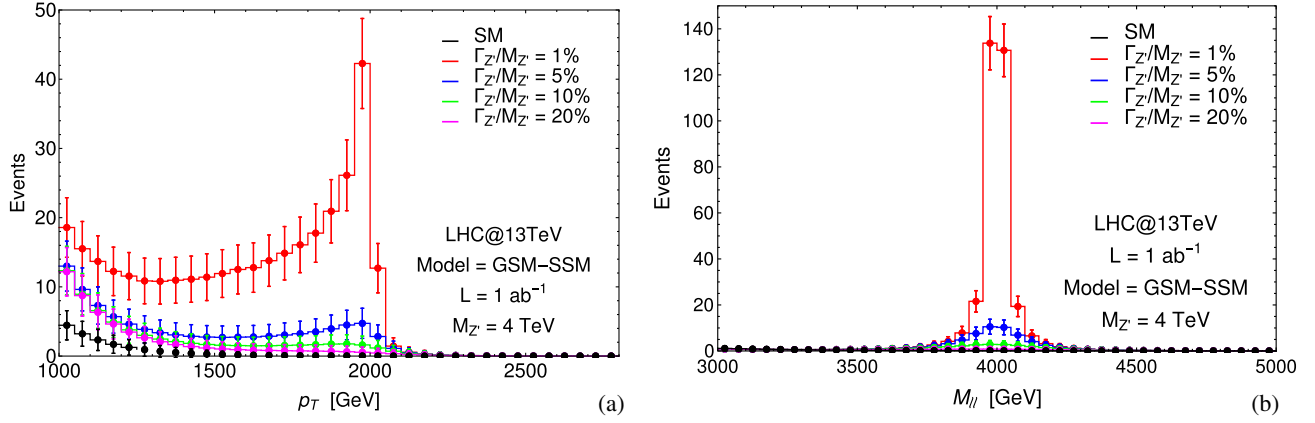 50
40
30
20
10
0
Events
SM
Γ_Z'/M_Z' = 1%
Γ_Z'/M_Z' = 5%
Γ_Z'/M_Z' = 10%
Γ_Z'/M_Z' = 20%
LHC@13TeV
Model = GSM–SSM
L = 1 ab⁻¹
M_Z' = 4 TeV
1000 1500 2000 2500
p_T [GeV]
(a)
140
120
100
80
60
40
20
0
Events
SM
Γ_Z'/M_Z' = 1%
Γ_Z'/M_Z' = 5%
Γ_Z'/M_Z' = 10%
Γ_Z'/M_Z' = 20%
LHC@13TeV
L = 1 ab⁻¹
Model = GSM–SSM
M_Z' = 4 TeV
3000 3500 4000 4500 5000
M_ll [GeV]
(b)